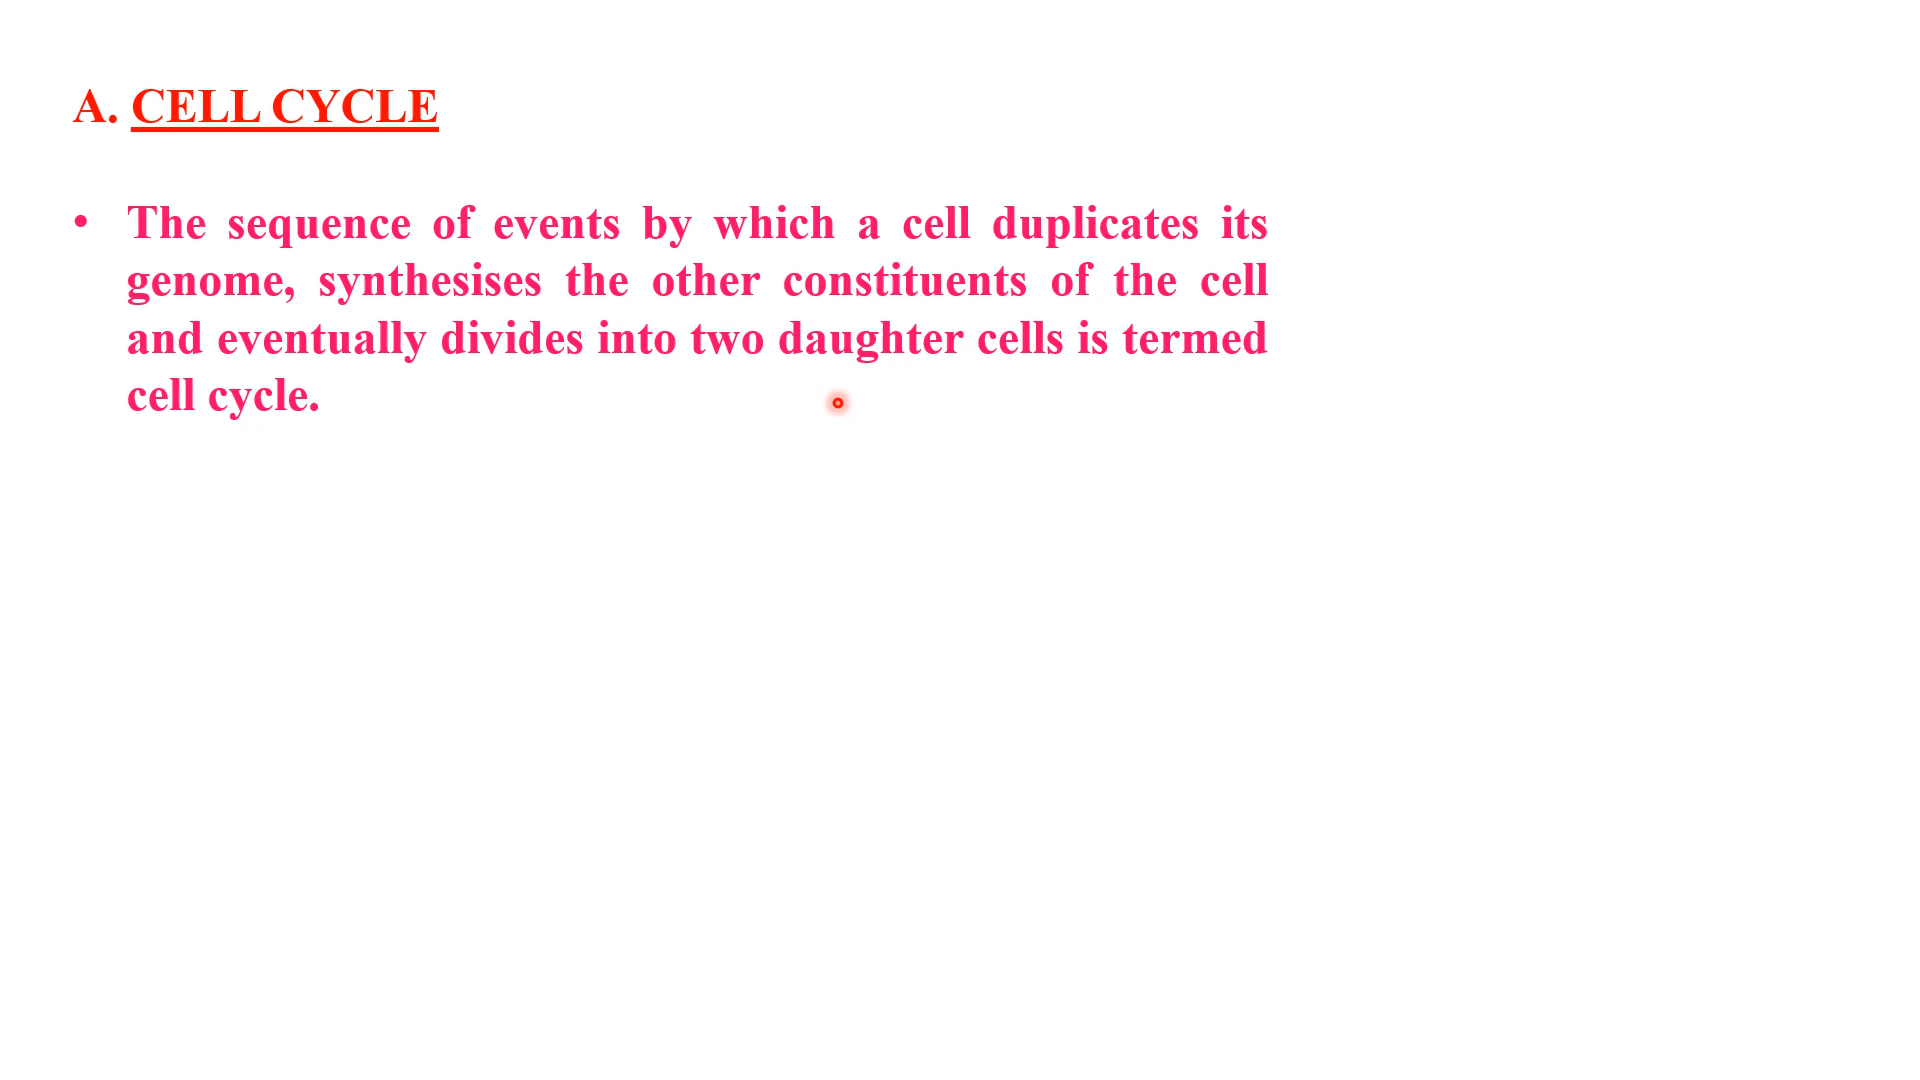 A. CELL CYCLE
• The sequence of events by which a cell duplicates its
genome, synthesises the other constituents of the cell
and eventually divides into two daughter cells is termed
cell cycle.